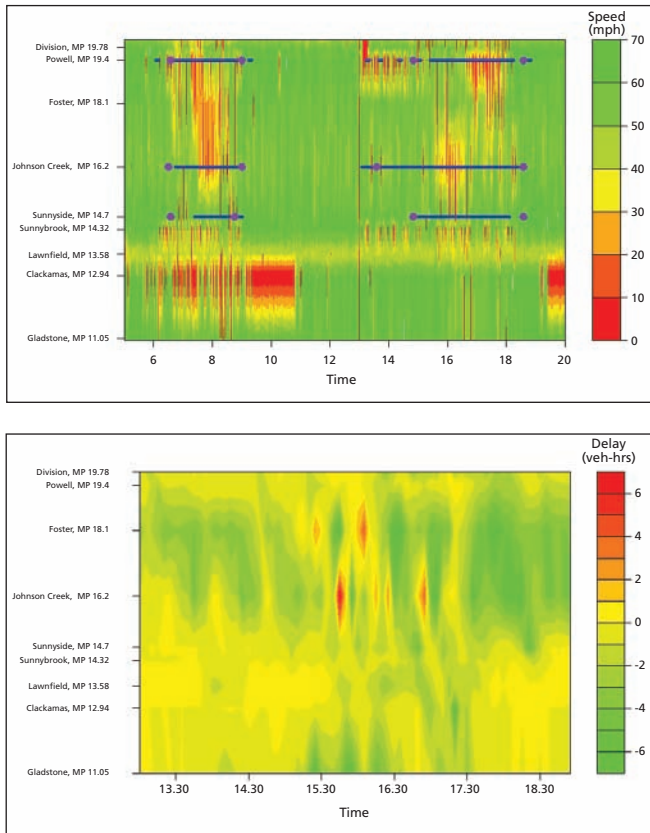 Speed
(mph)
Division, MP 19.78
Powell, MP 19.4
Foster, MP 18.1
Johnson Creek, MP 16.2
Sunnyside, MP 14.7
Sunnybrook, MP 14.32
Lawnfield, MP 13.58
Clackamas, MP 12.94
Gladstone, MP 11.05
70
60
50
40
30
20
10
0
6 8 10 12 14 16 18 20
Time
Delay
(veh-hrs)
Division, MP 19.78
Powell, MP 19.4
Foster, MP 18.1
Johnson Creek, MP 16.2
Sunnyside, MP 14.7
Sunnybrook, MP 14.32
Lawnfield, MP 13.58
Clackamas, MP 12.94
Gladstone, MP 11.05
6
4
2
0
-2
-4
-6
13.30 14.30 15.30 16.30 17.30 18.30
Time